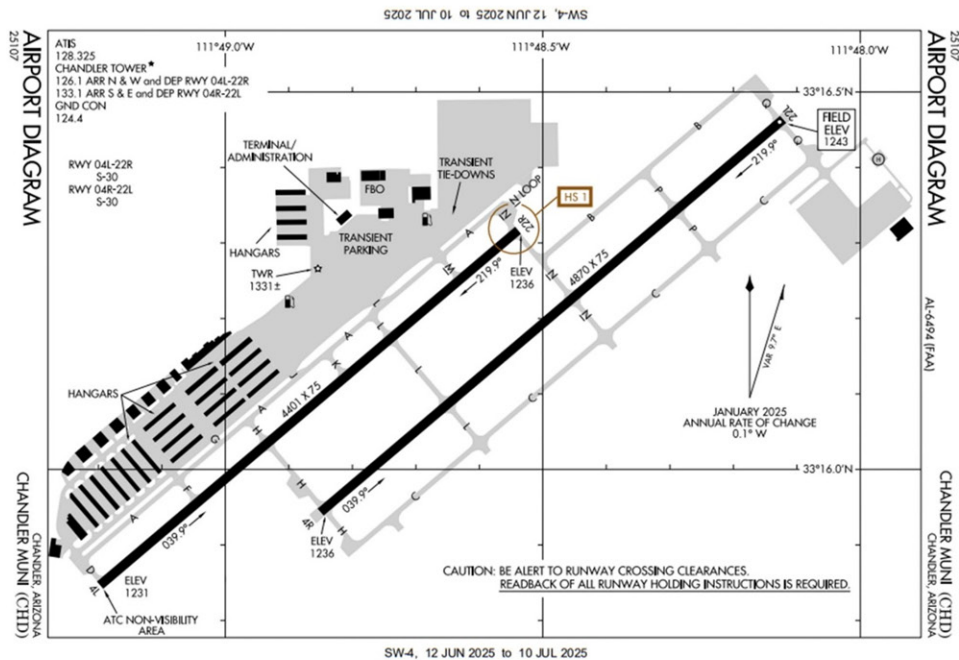 SW-4, 12 JUN 2025 to 10 JUL 2025
25107
AIRPORT DIAGRAM
ATIS
128.325
CHANDLER TOWER*
126.1 ARR N & W and DEP RWY 04L-22R
133.1 ARR S & E and DEP RWY 04R-22L
GND CON
124.4
RWY 04L-22R
S-30
RWY 04R-22L
S-30
111°49.0'W
111°48.5'W
111°48.0'W
25107
AIRPORT DIAGRAM
33°16.5'N
22L
FIELD
ELEV
1243
Q
Q
H
B
219.9°
TERMINAL/
ADMINISTRATION
FBO
TRANSIENT
TIE-DOWNS
N LOOP
HS 1
N
22R
P
B
C
A
HANGARS
TRANSIENT
PARKING
P
TWR
1331±
W
219.9°
ELEV
1236
N
4870 X 75
C
N
VAR 9.7° E
AL-6494 (FAA)
L
A
L
K
J
L
HANGARS
4401 X 75
C
JANUARY 2025
ANNUAL RATE OF CHANGE
0.1° W
A
H
G
L
33°16.0'N
F
H
039.9°
C
A
039.9°
4R
H
ELEV
1236
D
4L
ELEV
1231
ATC NON-VISIBILITY
AREA
CAUTION: BE ALERT TO RUNWAY CROSSING CLEARANCES.
READBACK OF ALL RUNWAY HOLDING INSTRUCTIONS IS REQUIRED.
CHANDLER, ARIZONA
CHANDLER MUNI (CHD)
CHANDLER, ARIZONA
CHANDLER MUNI (CHD)
SW-4, 12 JUN 2025 to 10 JUL 2025